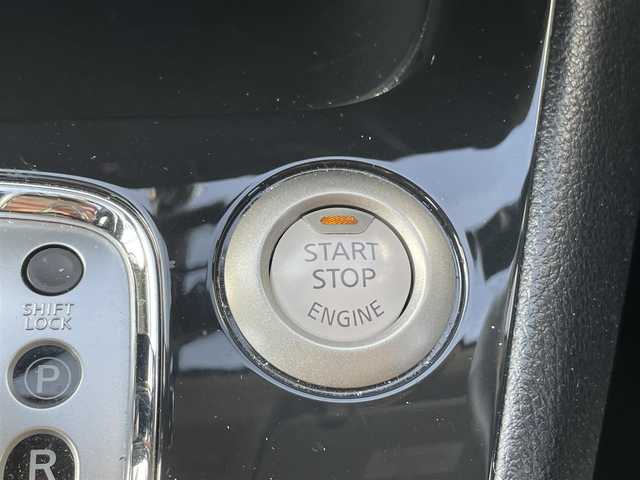 START
STOP
ENGINE
SHIFT
LOCK
P
R